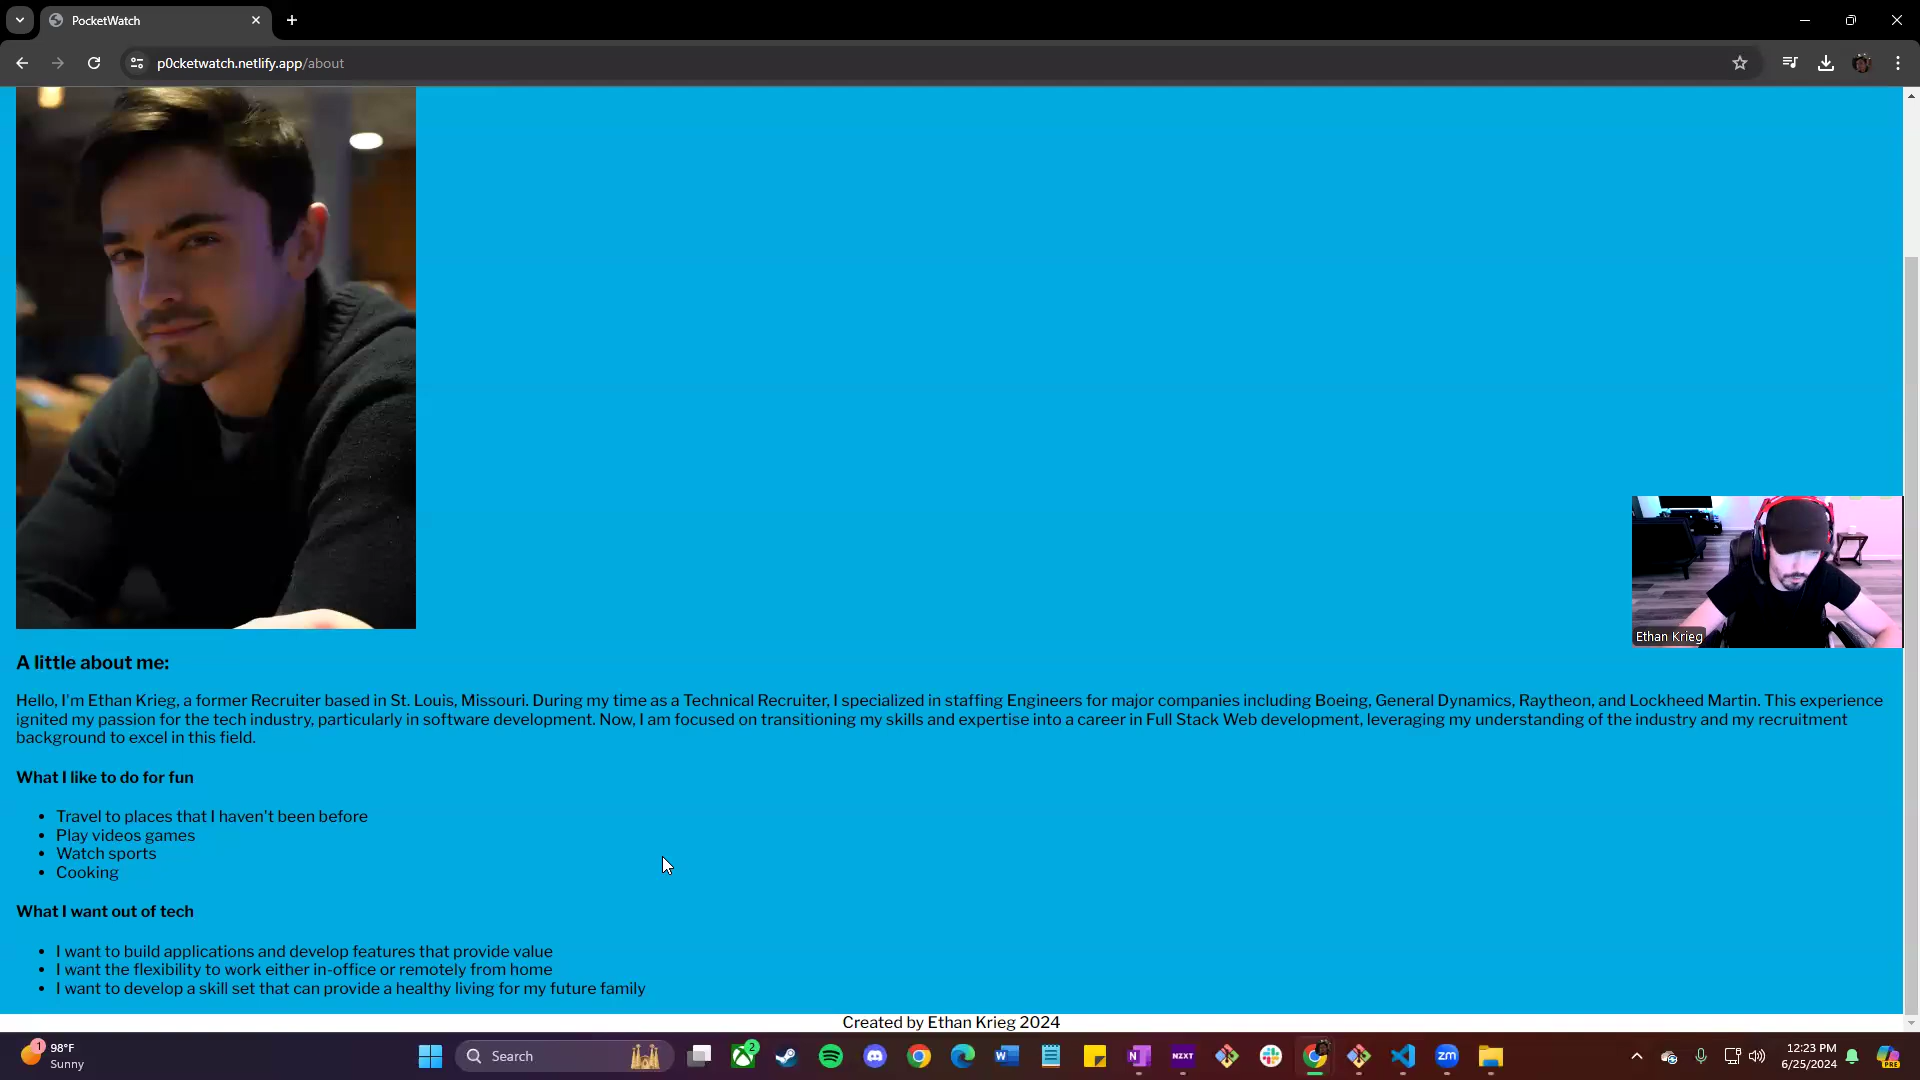 PocketWatch
p0cketwatch.netlify.app/about
Ethan Krieg
A little about me:
Hello, I'm Ethan Krieg, a former Recruiter based in St. Louis, Missouri. During my time as a Technical Recruiter, I specialized in staffing Engineers for major companies including Boeing, General Dynamics, Raytheon, and Lockheed Martin. This experience
ignited my passion for the tech industry, particularly in software development. Now, I am focused on transitioning my skills and expertise into a career in Full Stack Web development, leveraging my understanding of the industry and my recruitment
background to excel in this field.
What I like to do for fun
• Travel to places that I haven't been before
• Play videos games
• Watch sports
• Cooking
What I want out of tech
• I want to build applications and develop features that provide value
• I want the flexibility to work either in-office or remotely from home
• I want to develop a skill set that can provide a healthy living for my future family
Created by Ethan Krieg 2024
1
98°F
Sunny
Search
2
W
N
NZXT
zm
PRE
12:23 PM
6/25/2024